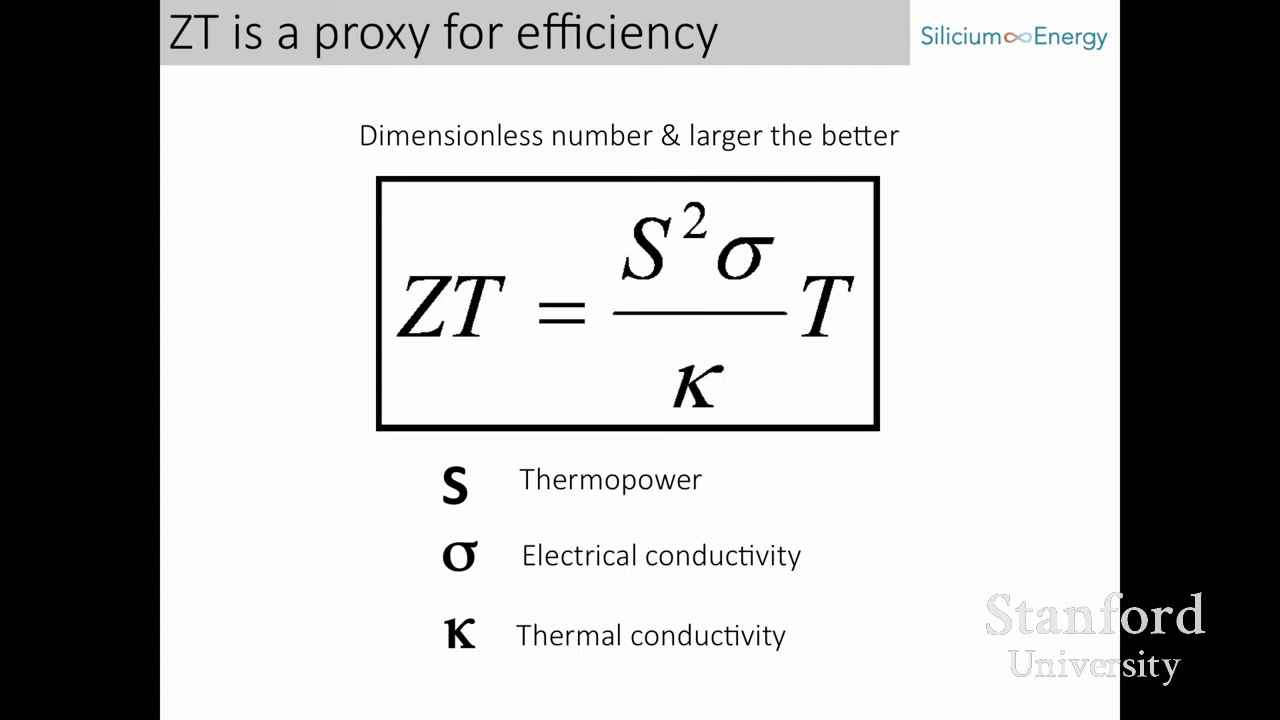 ZT is a proxy for efficiency
Silicium∞Energy
Dimensionless number & larger the better
ZT = S²σ/κ T
S Thermopower
σ Electrical conductivity
κ Thermal conductivity
Stanford
University